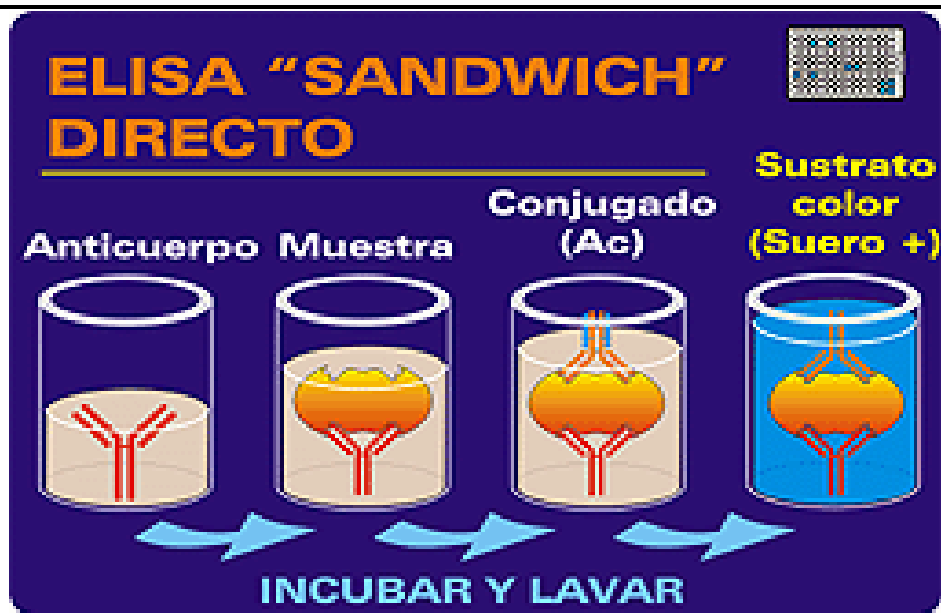 ELISA “SANDWICH”
DIRECTO
Anticuerpo
Muestra
Conjugado
(Ac)
Sustrato
color
(Suero +)
INCUBAR Y LAVAR